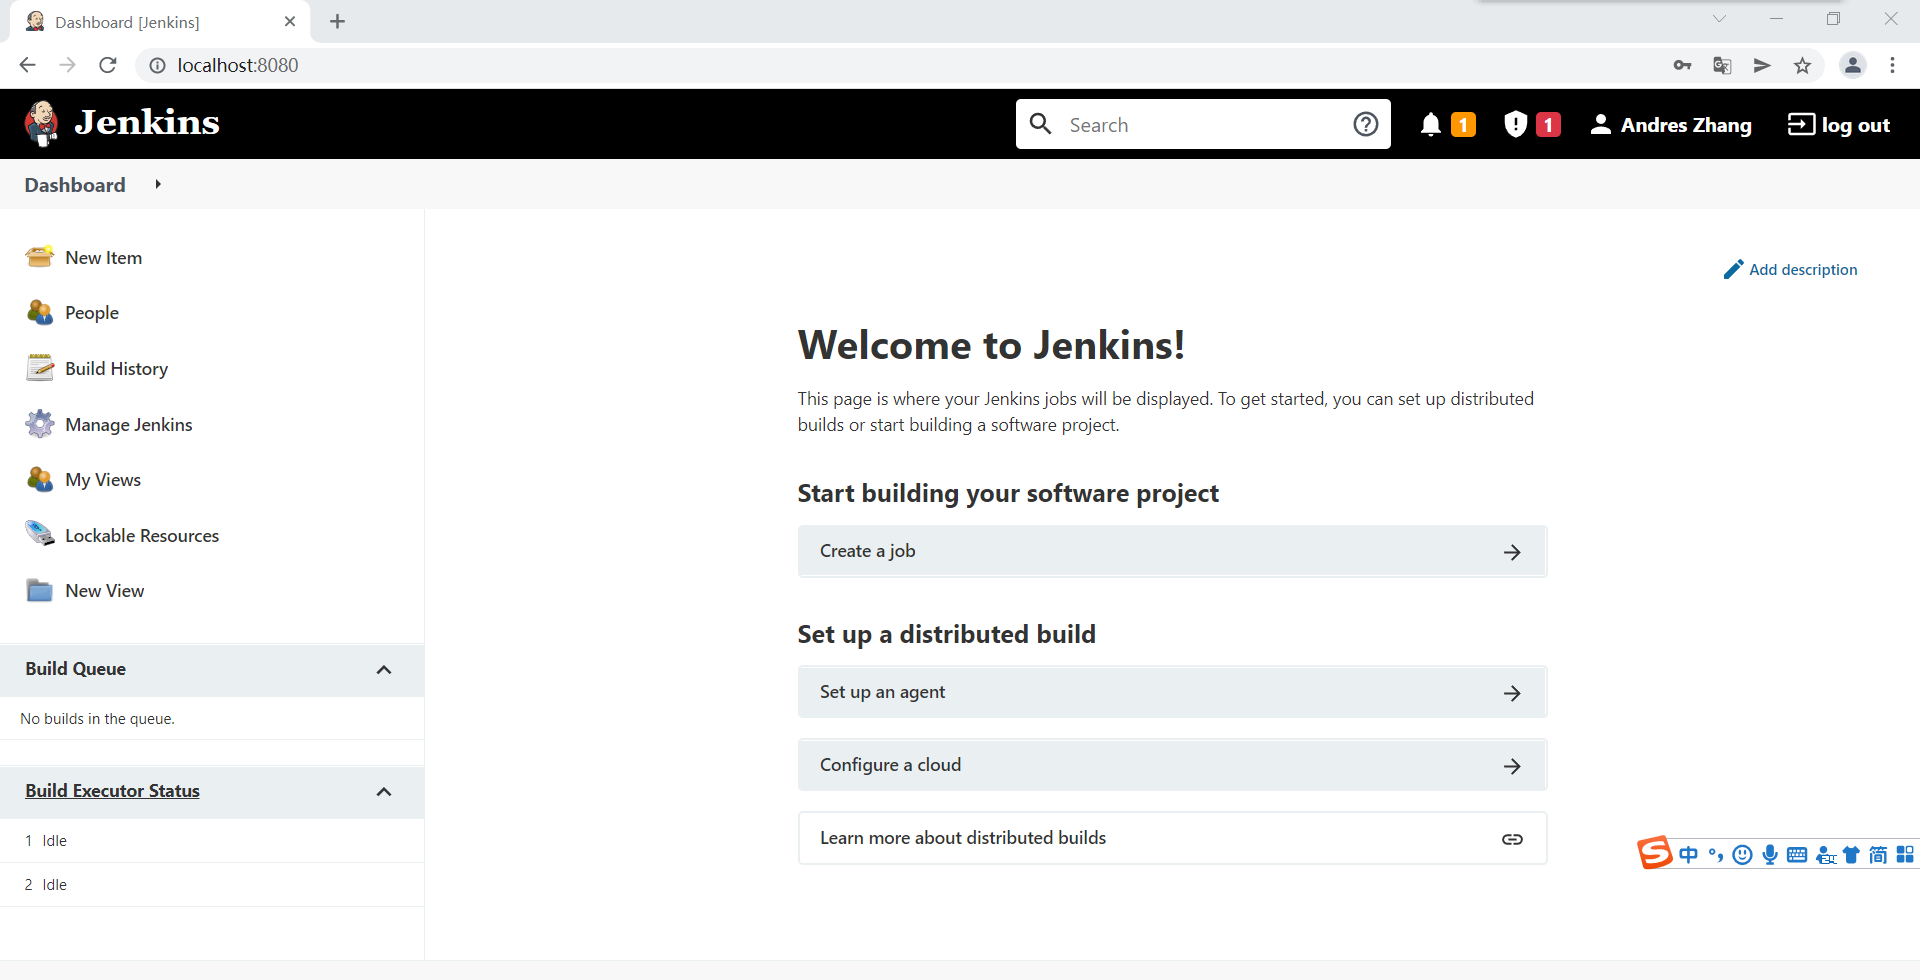 Dashboard [Jenkins]
localhost:8080
Jenkins
Search
1
1
Andres Zhang
log out
Dashboard
New Item
People
Build History
Manage Jenkins
My Views
Lockable Resources
New View
Build Queue
No builds in the queue.
Build Executor Status
1 Idle
2 Idle
Add description
Welcome to Jenkins!
This page is where your Jenkins jobs will be displayed. To get started, you can set up distributed
builds or start building a software project.
Start building your software project
Create a job
Set up a distributed build
Set up an agent
Configure a cloud
Learn more about distributed builds
S 中 简